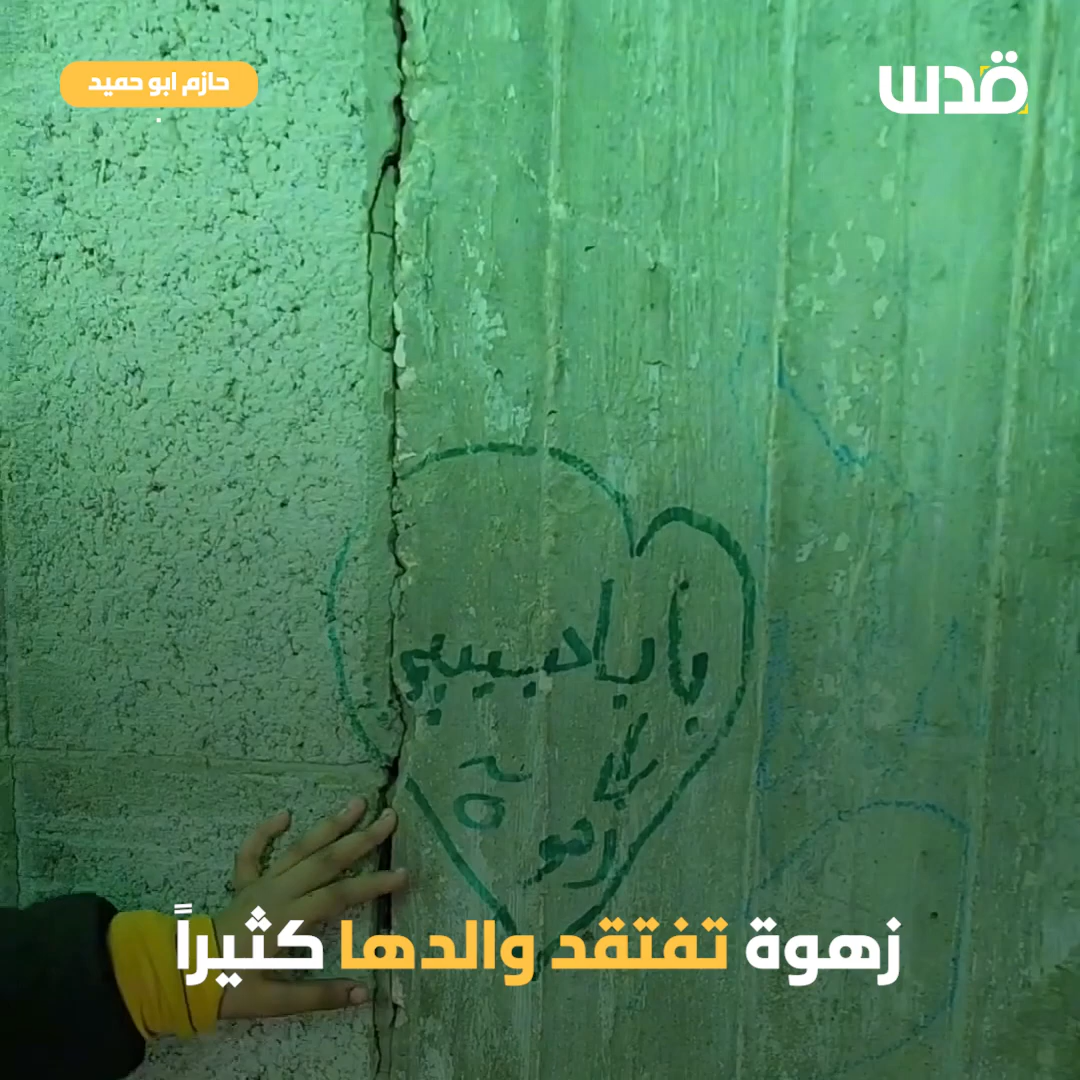 حازم ابو حميد
قدس
بابا حبيبي
زهوة
زهوة تفتقد والدها كثيراً